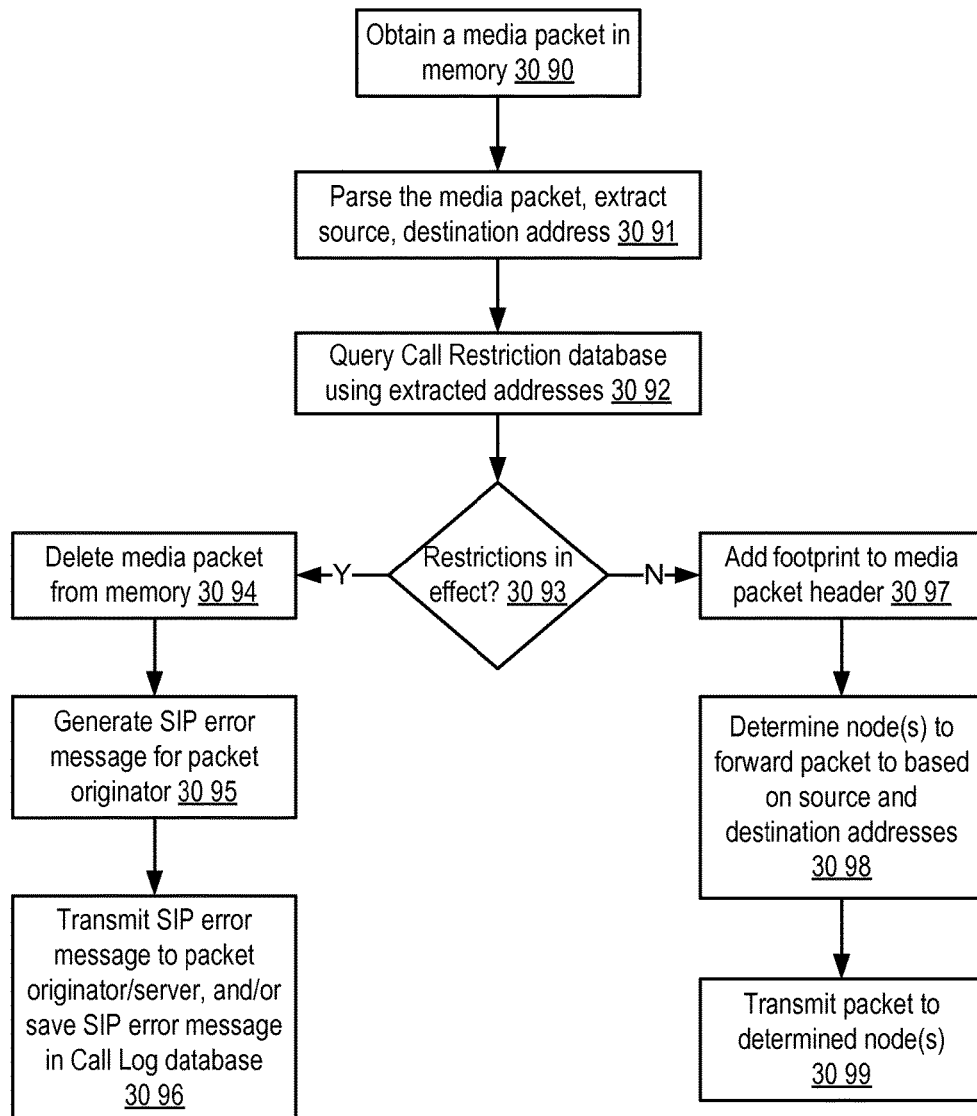 Obtain a media packet in
memory 30 90
Parse the media packet, extract
source, destination address 30 91
Query Call Restriction database
using extracted addresses 30 92
Restrictions in
effect? 30 93
Y
N
Delete media packet
from memory 30 94
Generate SIP error
message for packet
originator 30 95
Transmit SIP error
message to packet
originator/server, and/or
save SIP error message
in Call Log database
30 96
Add footprint to media
packet header 30 97
Determine node(s) to
forward packet to based
on source and
destination addresses
30 98
Transmit packet to
determined node(s)
30 99